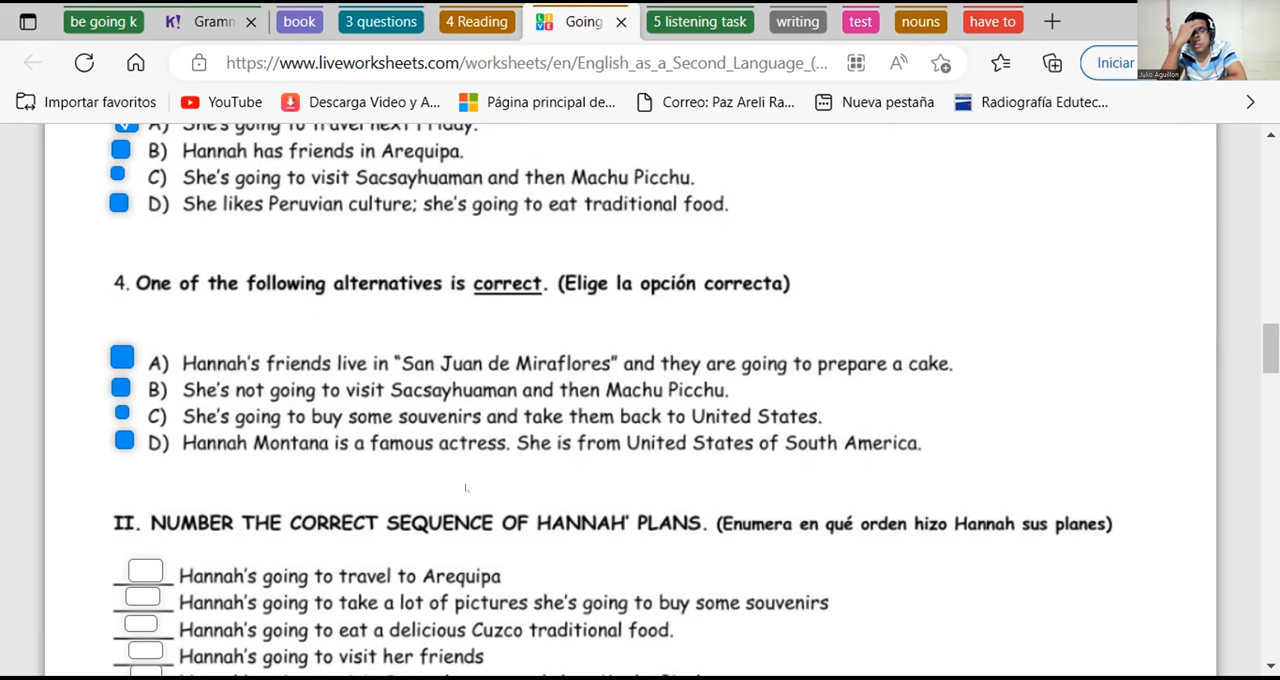 be going k
Gramn
book
3 questions
4 Reading
Going
5 listening task
writing
test
nouns
have to
https://www.liveworksheets.com/worksheets/en/English_as_a_Second_Language_(...
Iniciar
Julio Aguillon
Importar favoritos
YouTube
Descarga Video y A...
Página principal de...
Correo: Paz Areli Ra...
Nueva pestaña
Radiografía Edutec...
A) She's going to travel next Friday.
B) Hannah has friends in Arequipa.
C) She's going to visit Sacsayhuaman and then Machu Picchu.
D) She likes Peruvian culture; she's going to eat traditional food.
4. One of the following alternatives is correct. (Elige la opción correcta)
A) Hannah's friends live in "San Juan de Miraflores" and they are going to prepare a cake.
B) She's not going to visit Sacsayhuaman and then Machu Picchu.
C) She's going to buy some souvenirs and take them back to United States.
D) Hannah Montana is a famous actress. She is from United States of South America.
II. NUMBER THE CORRECT SEQUENCE OF HANNAH' PLANS. (Enumera en qué orden hizo Hannah sus planes)
Hannah's going to travel to Arequipa
Hannah's going to take a lot of pictures she's going to buy some souvenirs
Hannah's going to eat a delicious Cuzco traditional food.
Hannah's going to visit her friends